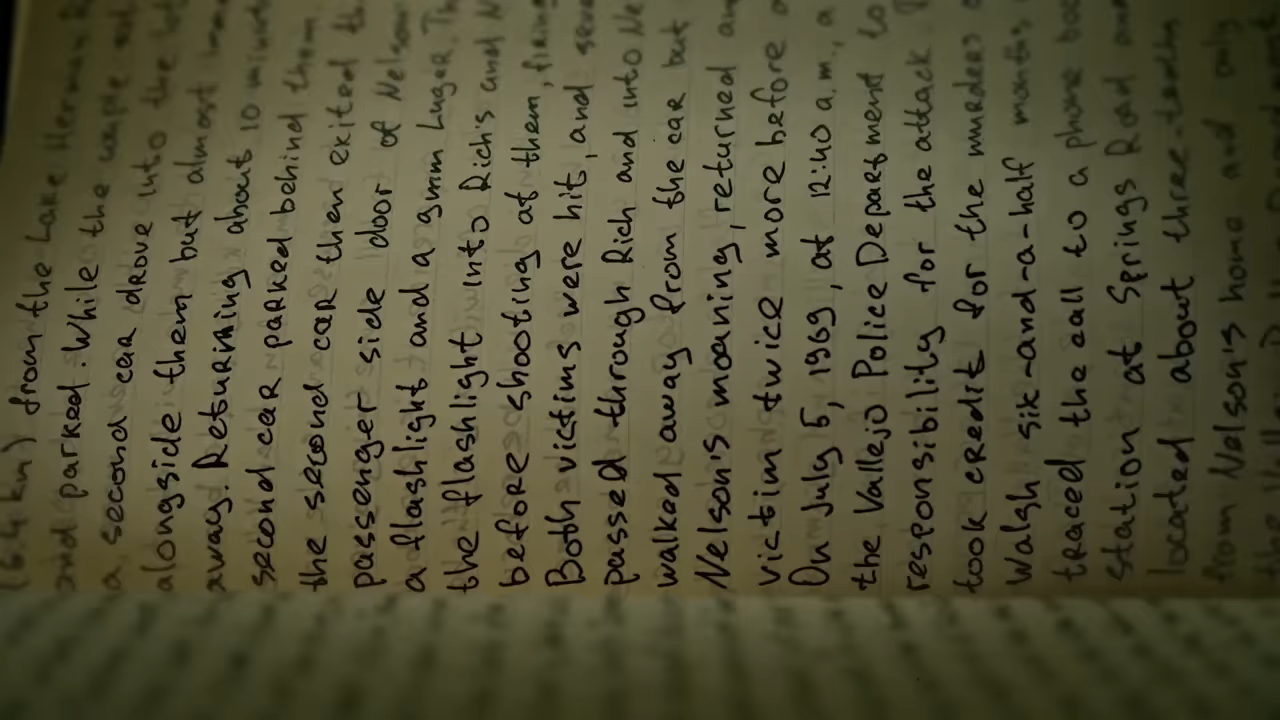 (6.4 km) from the Lake Herman
and parked. While the couple
a second car drove into the
alongside them but almost
away. Returning about 10
second car parked behind them
the second car then exited
passenger side door of Nelson
a flashlight and a 9mm Luger.
the flashlight into Rich's and
before shooting at them, firing
Both victims were hit, and
passed through Rich and into
walked away from the car but
Nelson's moaning, returned
victim twice more before
On July 5, 1969, at 12:40 a.m., a
the Vallejo Police Department to
responsibility for the attack
took credit for the murders
Walsh six-and-a-half months
traced the call to a phone
station at Springs Road and
located about three-tenths
from Nelson's home and only